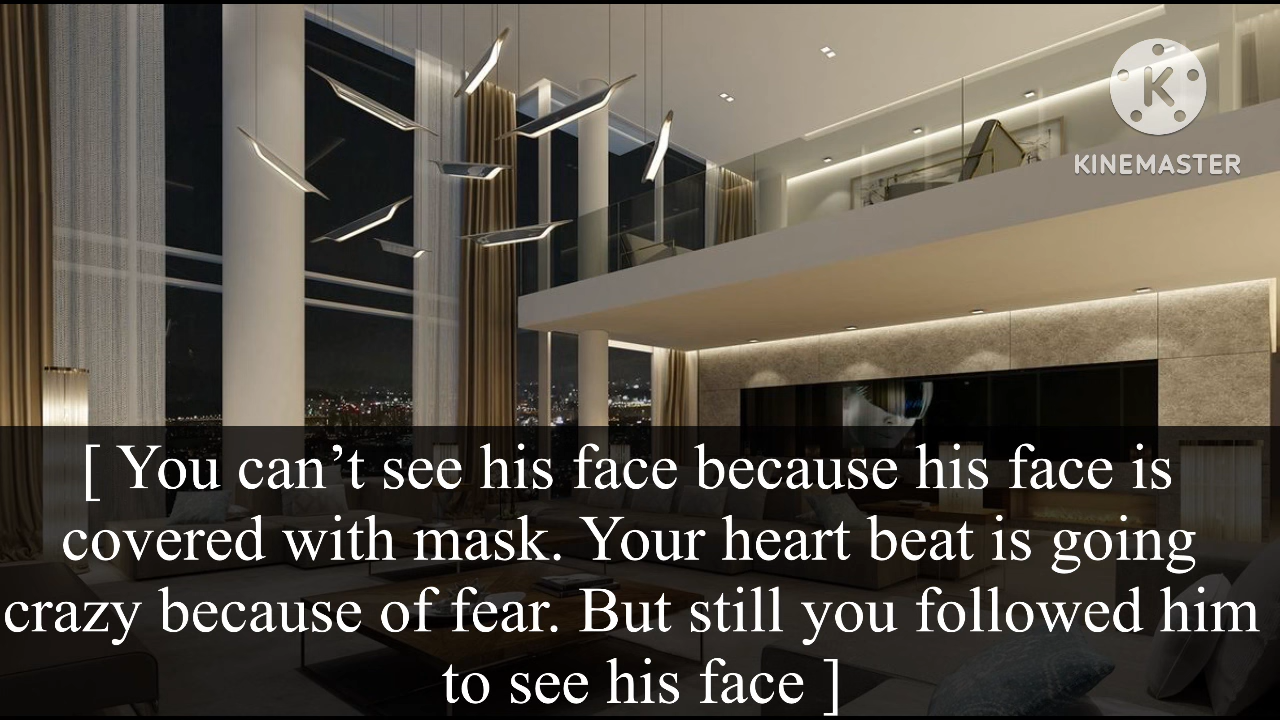 KINEMASTER
[ You can’t see his face because his face is
covered with mask. Your heart beat is going
crazy because of fear. But still you followed him
to see his face ]